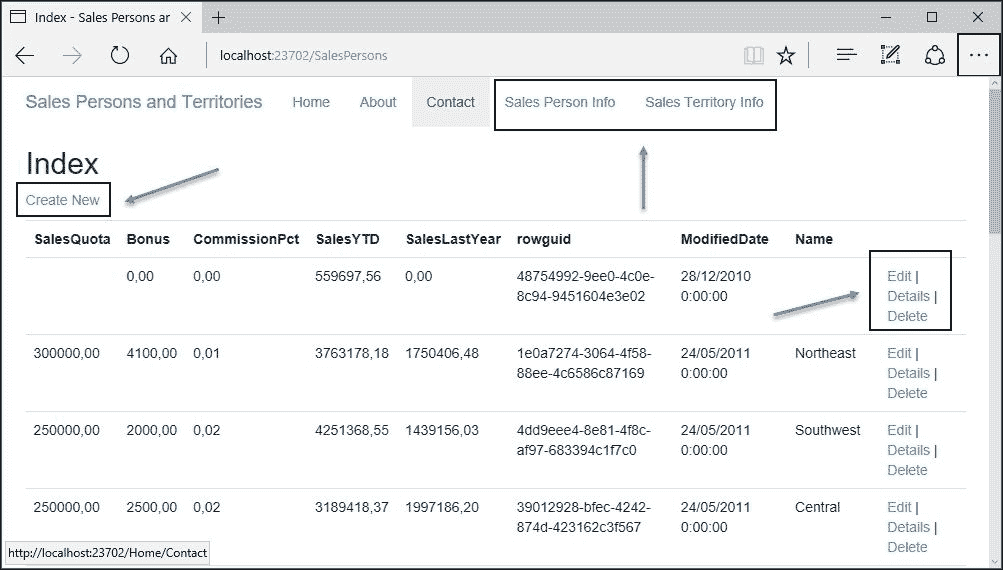 Index - Sales Persons ar
localhost:23702/SalesPersons
Sales Persons and Territories Home About Contact Sales Person Info Sales Territory Info
Index
Create New
SalesQuota Bonus CommissionPct SalesYTD SalesLastYear rowguid ModifiedDate Name
0,00 0,00 559697,56 0,00 48754992-9ee0-4c0e- 28/12/2010 Edit |
8c94-9451604e3e02 0:00:00 Details |
Delete
300000,00 4100,00 0,01 3763178,18 1750406,48 1e0a7274-3064-4f58- 24/05/2011 Northeast Edit |
88ee-4c6586c87169 0:00:00 Details |
Delete
250000,00 2000,00 0,02 4251368,55 1439156,03 4dd9eee4-8e81-4f8c- 24/05/2011 Southwest Edit |
af97-683394c1f7c0 0:00:00 Details |
Delete
250000,00 2500,00 0,02 3189418,37 1997186,20 39012928-bfec-4242- 24/05/2011 Central Edit |
874d-423162c3f567 0:00:00 Details |
Delete
http://localhost:23702/Home/Contact